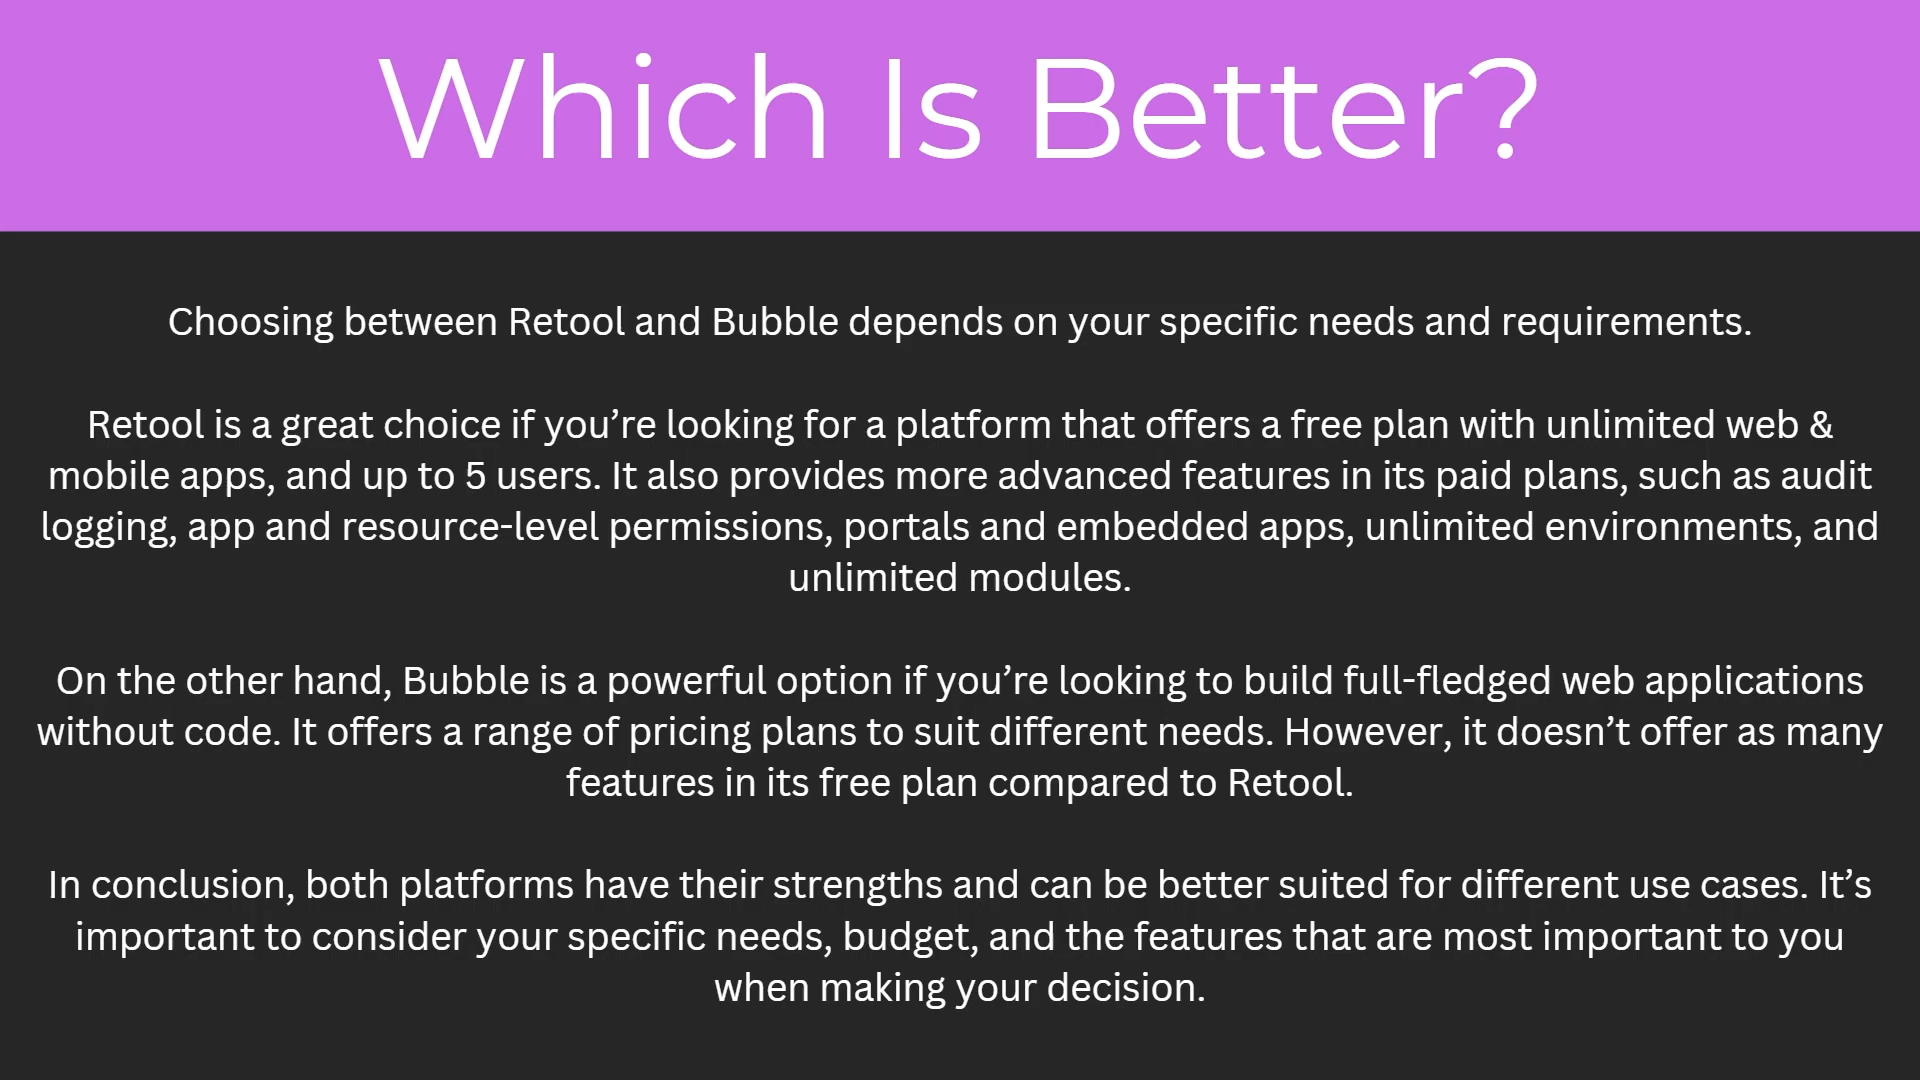 Which Is Better?
Choosing between Retool and Bubble depends on your specific needs and requirements.
Retool is a great choice if you’re looking for a platform that offers a free plan with unlimited web &
mobile apps, and up to 5 users. It also provides more advanced features in its paid plans, such as audit
logging, app and resource-level permissions, portals and embedded apps, unlimited environments, and
unlimited modules.
On the other hand, Bubble is a powerful option if you’re looking to build full-fledged web applications
without code. It offers a range of pricing plans to suit different needs. However, it doesn’t offer as many
features in its free plan compared to Retool.
In conclusion, both platforms have their strengths and can be better suited for different use cases. It’s
important to consider your specific needs, budget, and the features that are most important to you
when making your decision.